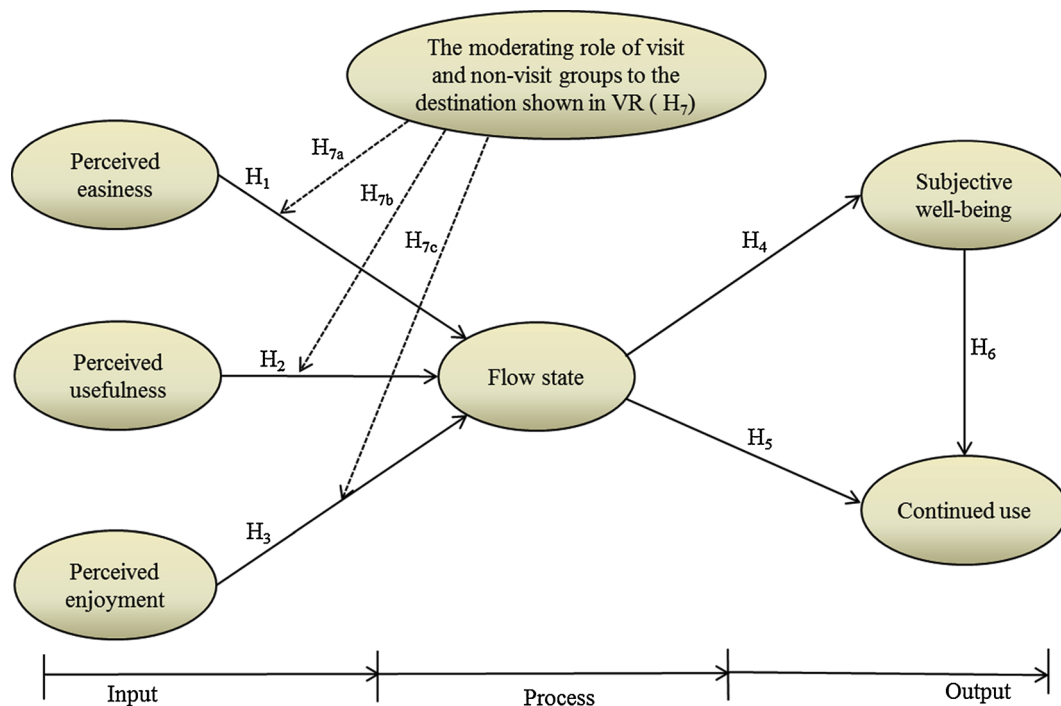 The moderating role of visit
and non-visit groups to the
destination shown in VR ( H7)
Perceived
easiness
H1
H7a
H7b
H7c
Subjective
well-being
H4
Perceived
usefulness
H2
Flow state
H6
H5
Perceived
enjoyment
H3
Continued use
Input
Process
Output